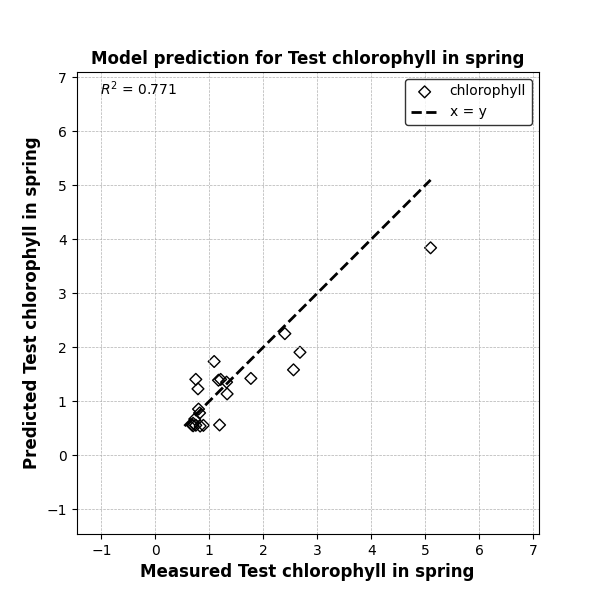 Model prediction for Test chlorophyll in spring
R² = 0.771
chlorophyll
x = y
7
6
5
4
3
2
1
0
−1
Predicted Test chlorophyll in spring
−1 0 1 2 3 4 5 6 7
Measured Test chlorophyll in spring